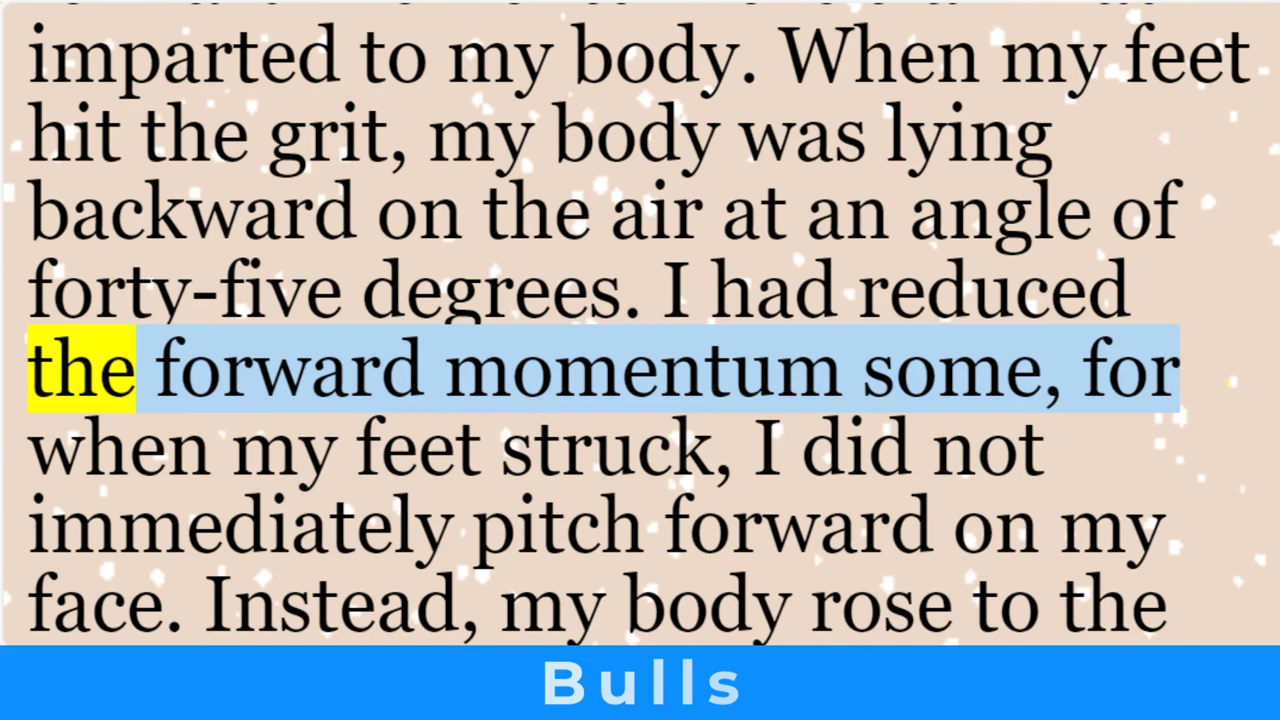 imparted to my body. When my feet
hit the grit, my body was lying
backward on the air at an angle of
forty-five degrees. I had reduced
the forward momentum some, for
when my feet struck, I did not
immediately pitch forward on my
face. Instead, my body rose to the
Bulls